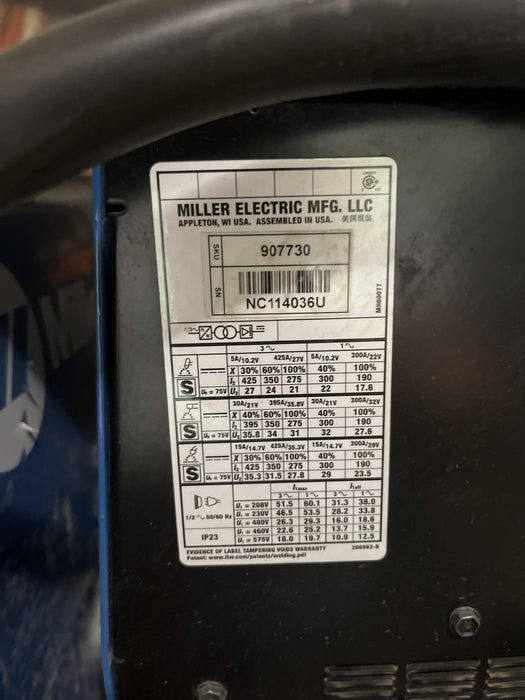 MILLER ELECTRIC MFG. LLC
APPLETON, WI USA. ASSEMBLED IN USA. 美国组装
SKU 907730
SN NC114036U
MH60077
3~ 1~
5A/10.2V 425A/27V 5A/10.2V 300A/22V
X 30% 60% 100% 40% 100%
I₂ 425 350 275 300 190
S U₀ = 75V U₂ 27 24 21 22 17.6
30A/21V 395A/35.8V 30A/21V 300A/32V
X 40% 60% 100% 40% 100%
I₂ 395 350 275 300 190
S U₀ = 75V U₂ 35.8 34 31 32 27.6
15A/14.7V 425A/35.3V 15A/14.7V 300A/29V
X 30% 60% 100% 40% 100%
I₂ 425 350 275 300 190
S U₀ = 75V U₂ 35.3 31.5 27.8 29 23.5
I₁max I₁eff
3~ 1~ 3~ 1~
U₁ = 208V 51.5 60.1 31.3 38.0
1/3~ 50/60 Hz U₁ = 230V 46.5 53.5 28.2 33.8
U₁ = 400V 26.3 29.3 16.0 18.6
U₁ = 460V 22.6 25.2 13.7 15.9
IP23 U₁ = 575V 18.0 19.7 10.9 12.5
EVIDENCE OF LABEL TAMPERING VOIDS WARRANTY
Patent: www.itw.com/patents/welding.pdf